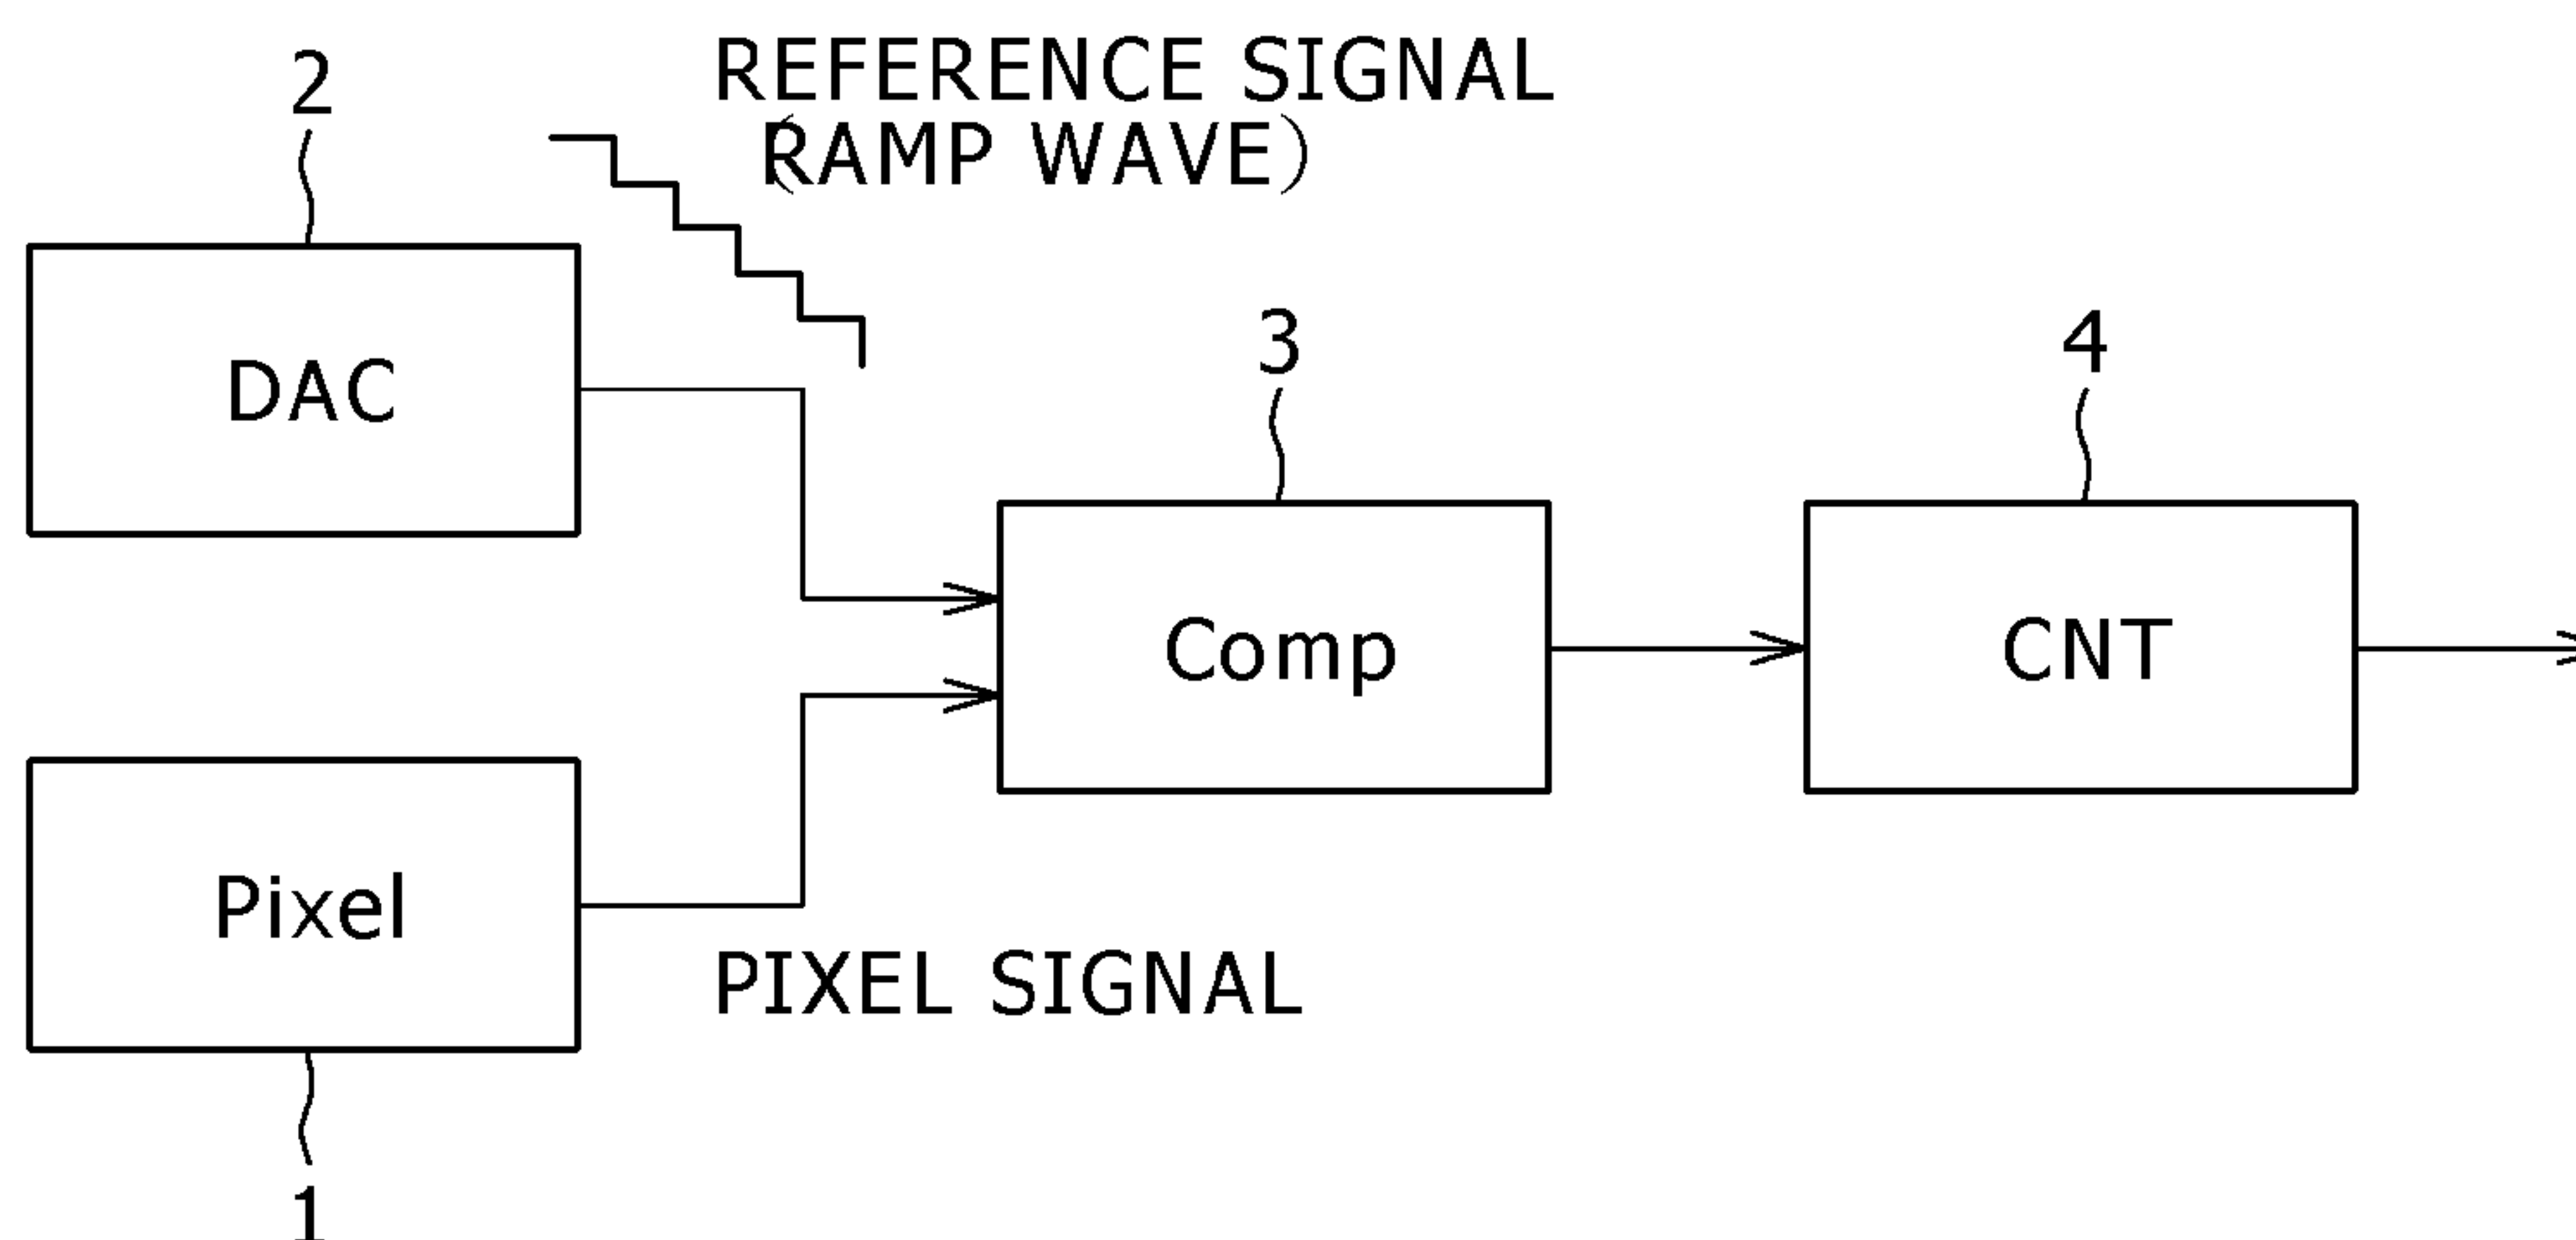 2
REFERENCE SIGNAL
(RAMP WAVE)
DAC
3
4
Comp
CNT
Pixel
PIXEL SIGNAL
1